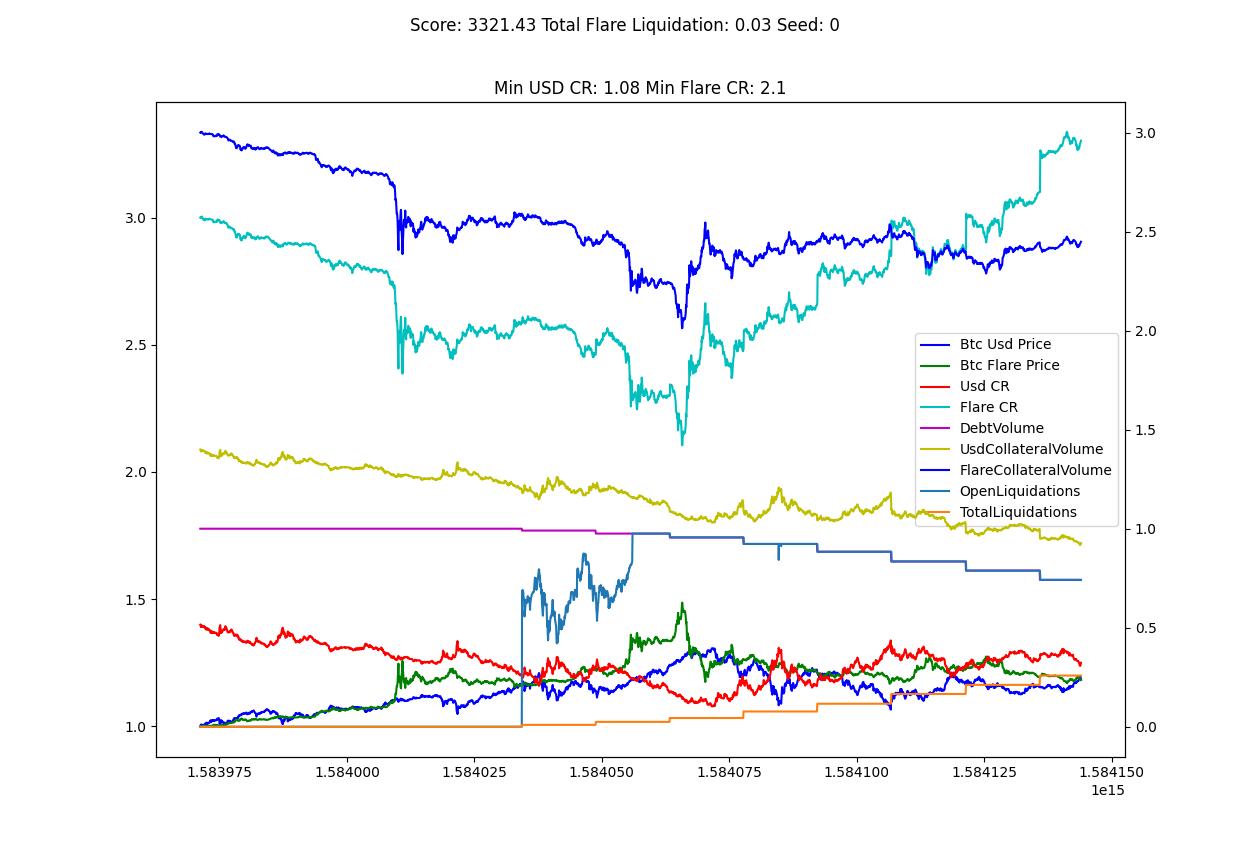 Score: 3321.43 Total Flare Liquidation: 0.03 Seed: 0
Min USD CR: 1.08 Min Flare CR: 2.1
3.0
2.5
2.0
1.5
1.0
3.0
2.5
2.0
1.5
1.0
0.5
0.0
Btc Usd Price
Btc Flare Price
Usd CR
Flare CR
DebtVolume
UsdCollateralVolume
FlareCollateralVolume
OpenLiquidations
TotalLiquidations
1.583975 1.584000 1.584025 1.584050 1.584075 1.584100 1.584125 1.584150
1e15